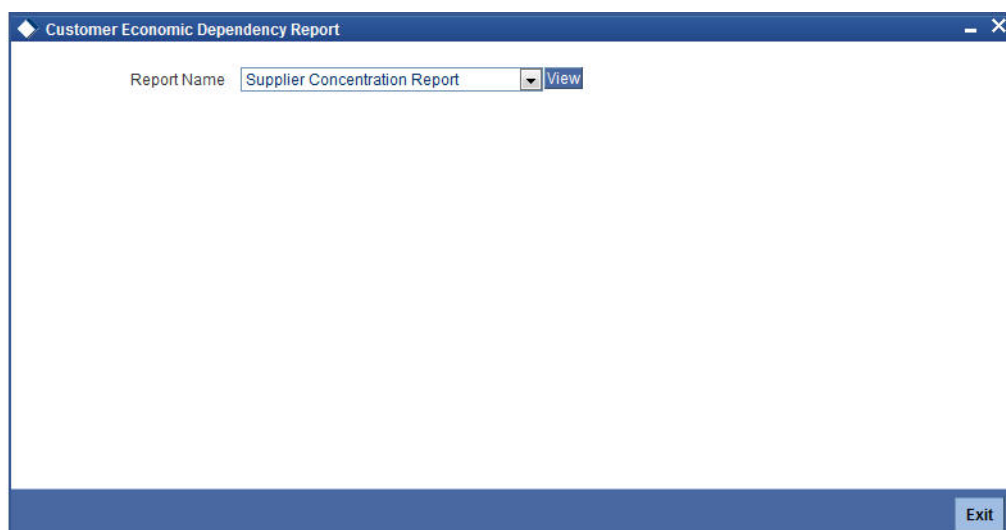 Customer Economic Dependency Report
Report Name Supplier Concentration Report View
Exit